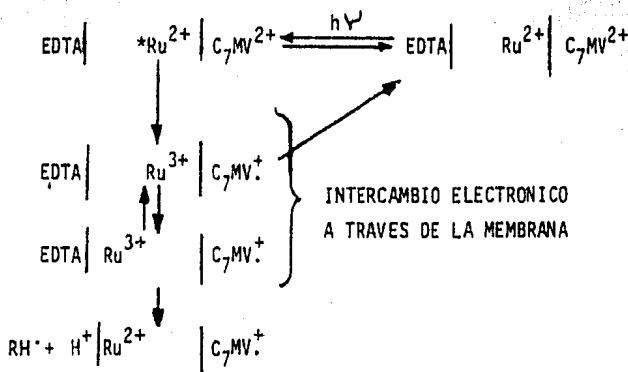 hν
EDTA| *Ru²⁺ | C₇MV²⁺ EDTA| Ru²⁺ | C₇MV²⁺
EDTA| Ru³⁺ | C₇MV.⁺
INTERCAMBIO ELECTRONICO
A TRAVES DE LA MEMBRANA
EDTA| Ru³⁺ | C₇MV.⁺
RH· + H⁺ |Ru²⁺ | C₇MV.⁺